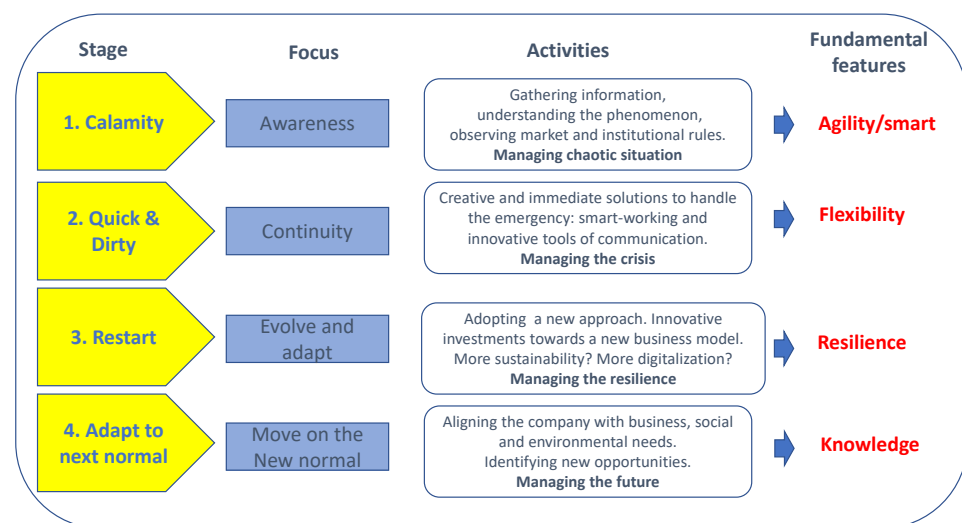 Stage
Focus
Activities
Fundamental
features
1. Calamity
Awareness
Gathering information,
understanding the phenomenon,
observing market and institutional rules.
Managing chaotic situation
Agility/smart
2. Quick &
Dirty
Continuity
Creative and immediate solutions to handle
the emergency: smart-working and
innovative tools of communication.
Managing the crisis
Flexibility
3. Restart
Evolve and
adapt
Adopting  a new approach. Innovative
investments towards a new business model.
More sustainability? More digitalization?
Managing the resilience
Resilience
4. Adapt to
next normal
Move on the
New normal
Aligning the company with business, social
and environmental needs.
Identifying new opportunities.
Managing the future
Knowledge